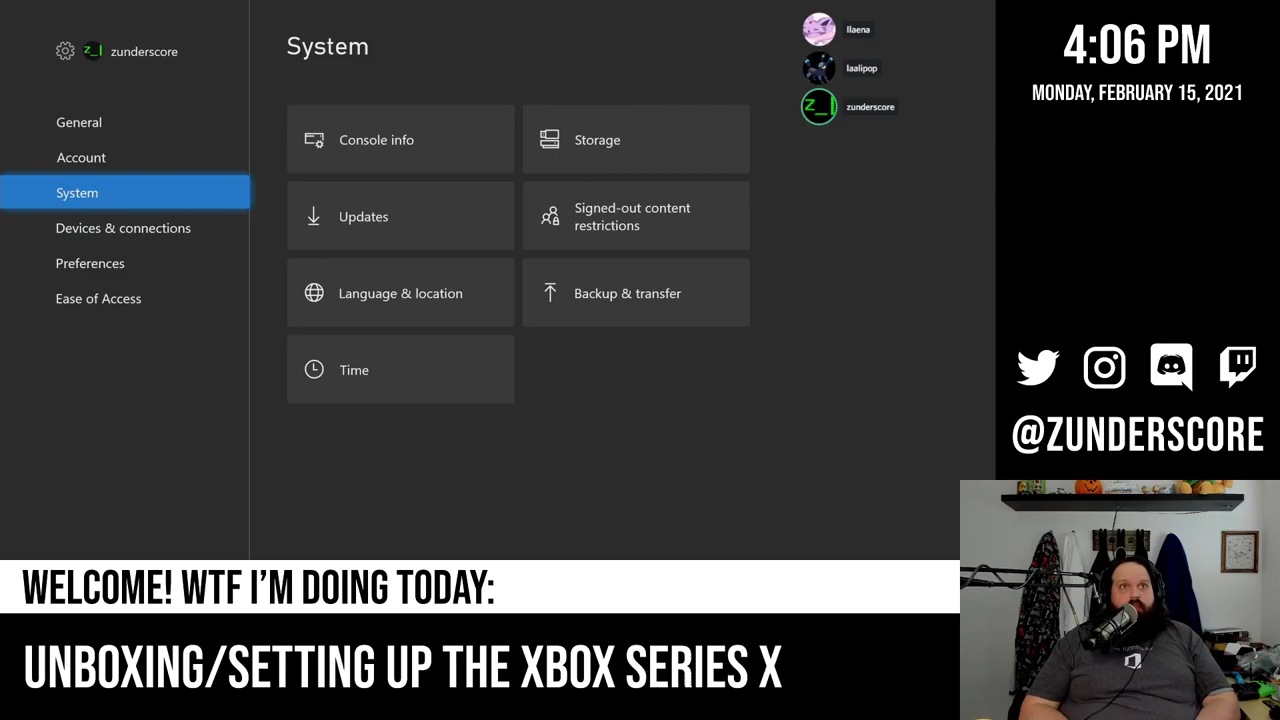 zunderscore
General
Account
System
Devices & connections
Preferences
Ease of Access
System
Console info
Storage
Updates
Signed-out content
restrictions
Language & location
Backup & transfer
Time
llaena
laalipop
zunderscore
4:06 PM
MONDAY, FEBRUARY 15, 2021
@ZUNDERSCORE
WELCOME! WTF I'M DOING TODAY:
UNBOXING/SETTING UP THE XBOX SERIES X